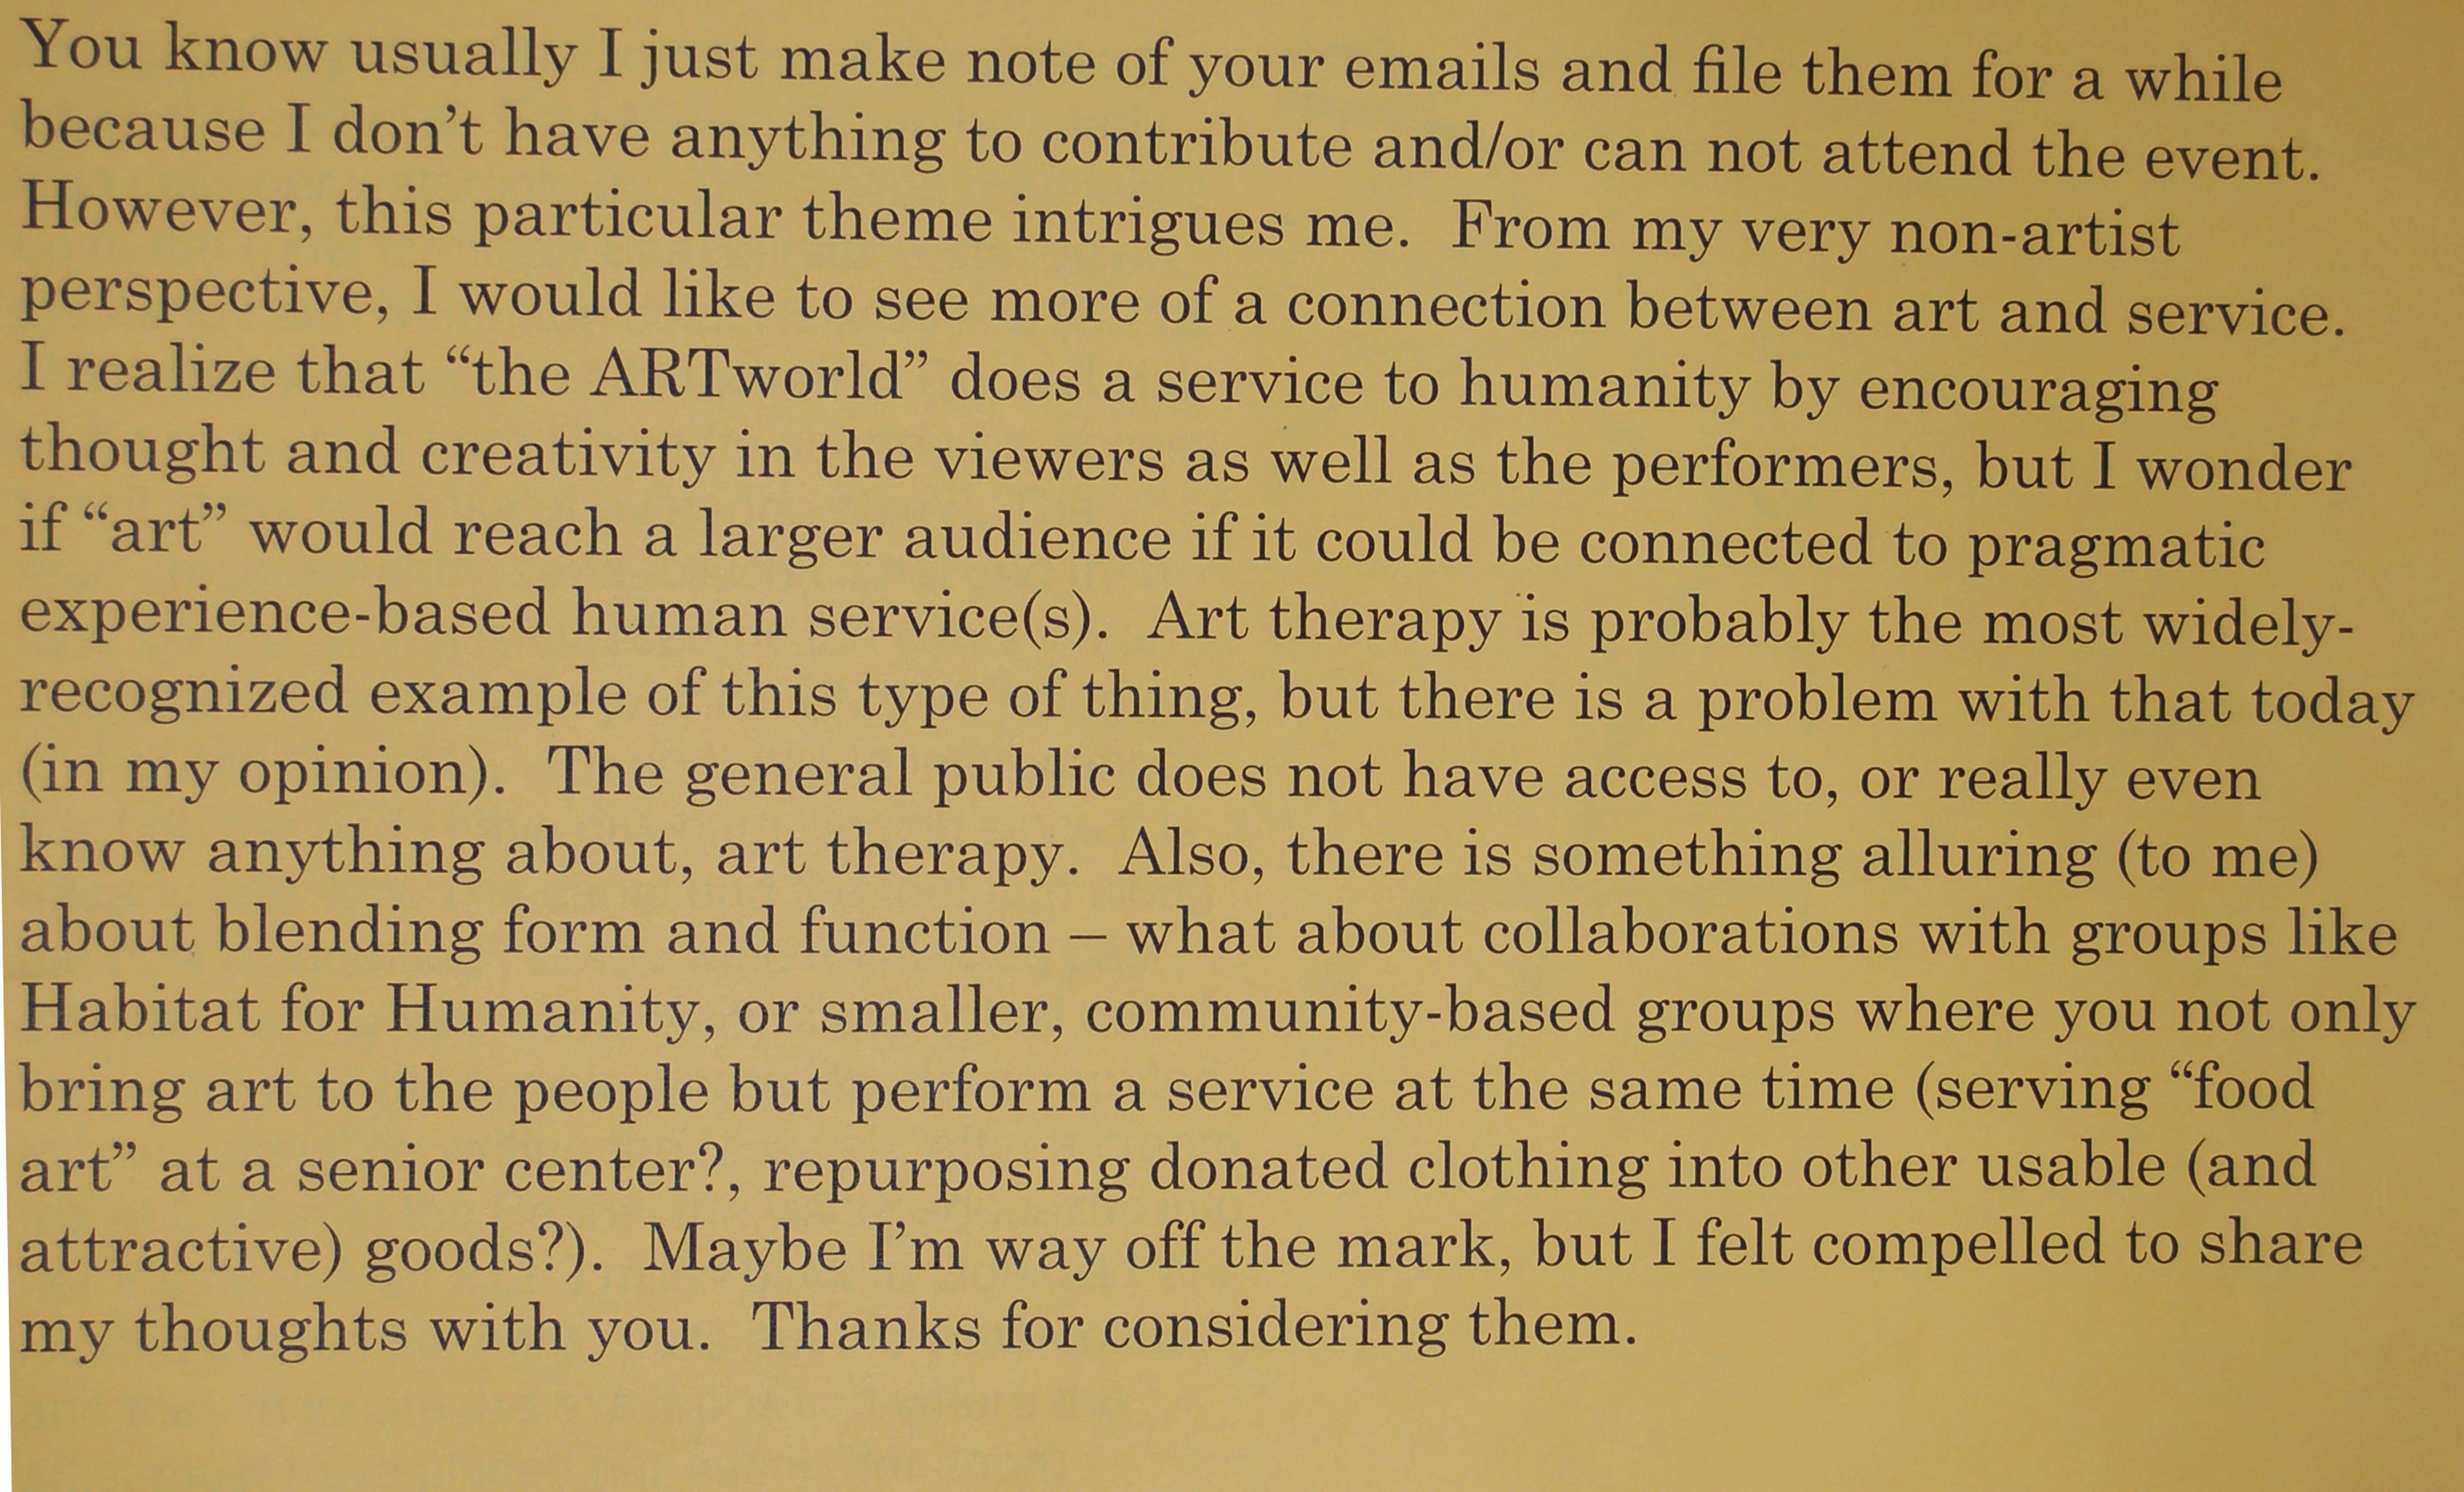 You know usually I just make note of your emails and file them for a while
because I don’t have anything to contribute and/or can not attend the event.
However, this particular theme intrigues me.  From my very non-artist
perspective, I would like to see more of a connection between art and service.
I realize that “the ARTworld” does a service to humanity by encouraging
thought and creativity in the viewers as well as the performers, but I wonder
if “art” would reach a larger audience if it could be connected to pragmatic
experience-based human service(s).  Art therapy is probably the most widely-
recognized example of this type of thing, but there is a problem with that today
(in my opinion).  The general public does not have access to, or really even
know anything about, art therapy.  Also, there is something alluring (to me)
about blending form and function – what about collaborations with groups like
Habitat for Humanity, or smaller, community-based groups where you not only
bring art to the people but perform a service at the same time (serving “food
art” at a senior center?, repurposing donated clothing into other usable (and
attractive) goods?).  Maybe I’m way off the mark, but I felt compelled to share
my thoughts with you.  Thanks for considering them.